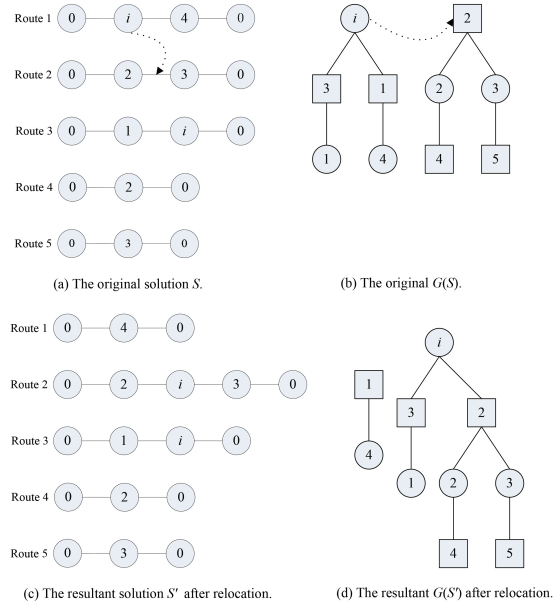 Route 1 0 i 4 0
Route 2 0 2 3 0
Route 3 0 1 i 0
Route 4 0 2 0
Route 5 0 3 0
(a) The original solution S.
i 2
3 1 2 3
1 4 4 5
(b) The original G(S).
Route 1 0 4 0
Route 2 0 2 i 3 0
Route 3 0 1 i 0
Route 4 0 2 0
Route 5 0 3 0
(c) The resultant solution S' after relocation.
i
1 3 2
4 1 2 3
4 5
(d) The resultant G(S') after relocation.